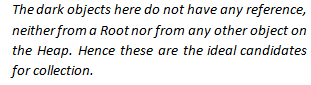 The dark objects here do not have any reference,
neither from a Root nor from any other object on
the Heap. Hence these are the ideal candidates
for collection.